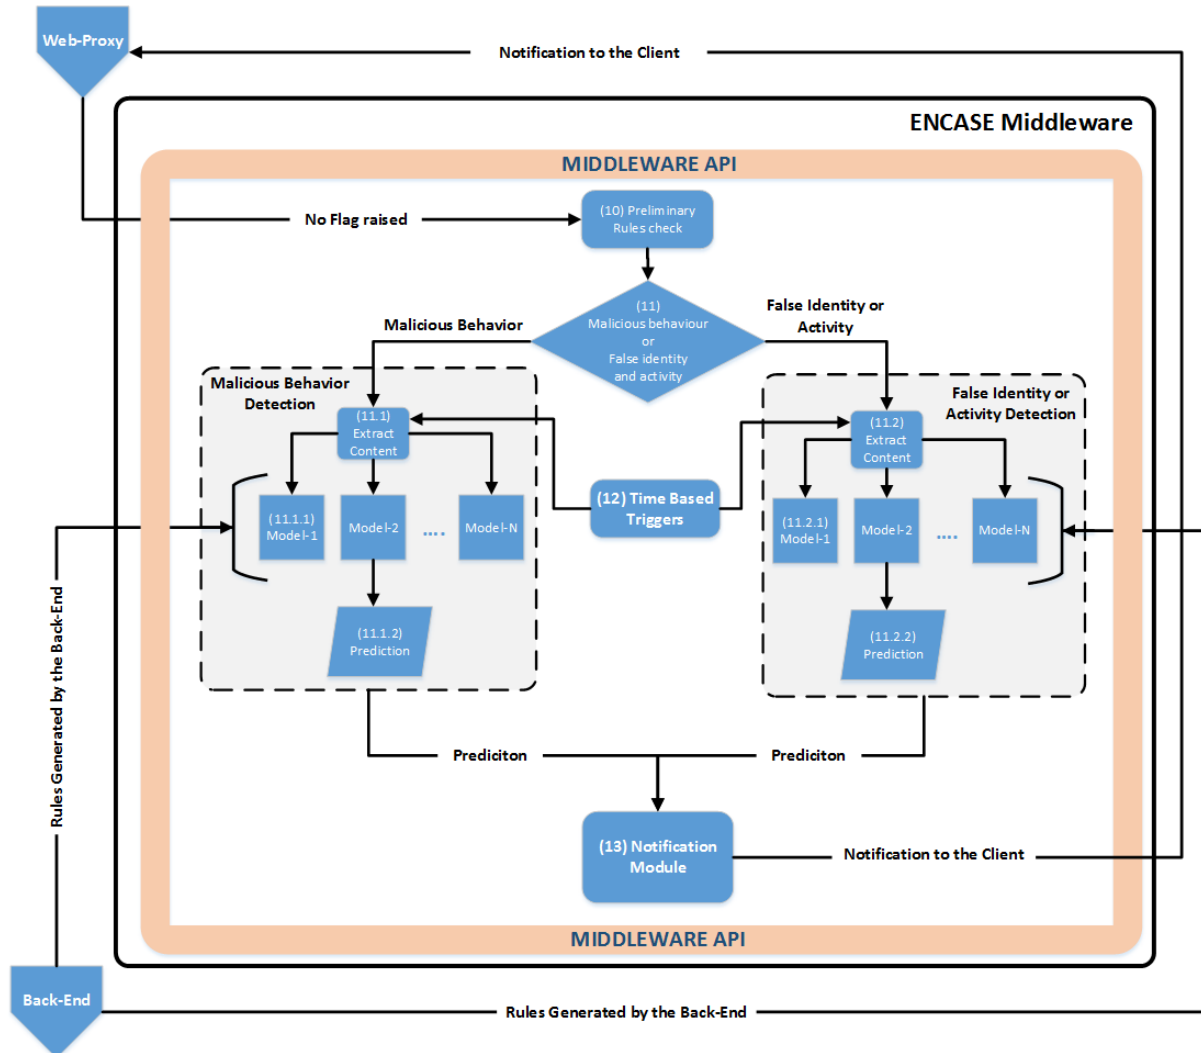 Web-Proxy
Notification to the Client
ENCASE Middleware
MIDDLEWARE API
No Flag raised
(10) Preliminary
Rules check
(11)
Malicious behaviour
or
False identity
and activity
Malicious Behavior
False Identity or
Activity
Malicious Behavior
Detection
(11.1)
Extract
Content
False Identity or
Activity Detection
(11.2)
Extract
Content
(12) Time Based
Triggers
(11.1.1)
Model-1
Model-2
....
Model-N
(11.2.1)
Model-1
Model-2
....
Model-N
(11.1.2)
Prediction
(11.2.2)
Prediction
Rules Generated by the Back-End
Prediciton
Prediciton
(13) Notification
Module
Notification to the Client
MIDDLEWARE API
Back-End
Rules Generated by the Back-End